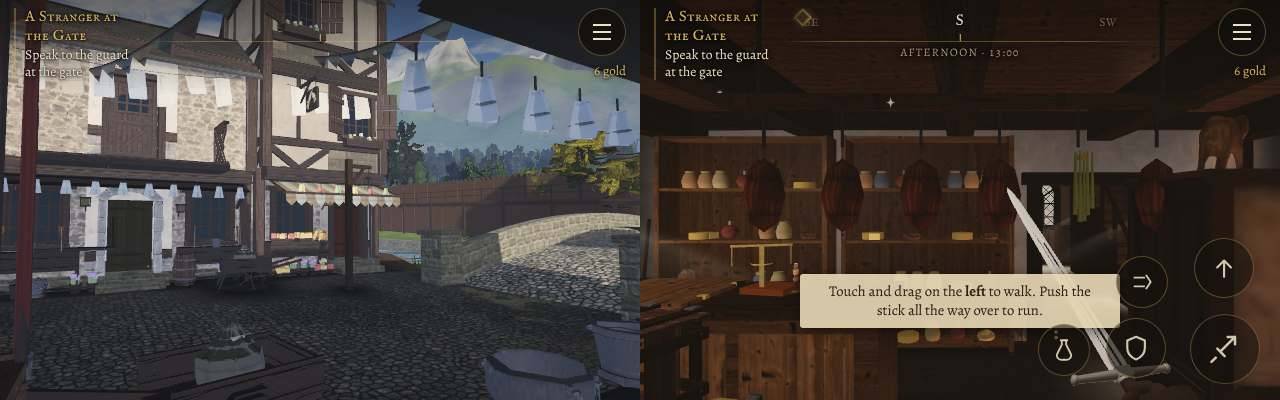 A Stranger at
the Gate
Speak to the guard
at the gate
6 gold
A Stranger at
the Gate
Speak to the guard
at the gate
SE
S
SW
AFTERNOON · 13:00
6 gold
Touch and drag on the left to walk. Push the
stick all the way over to run.